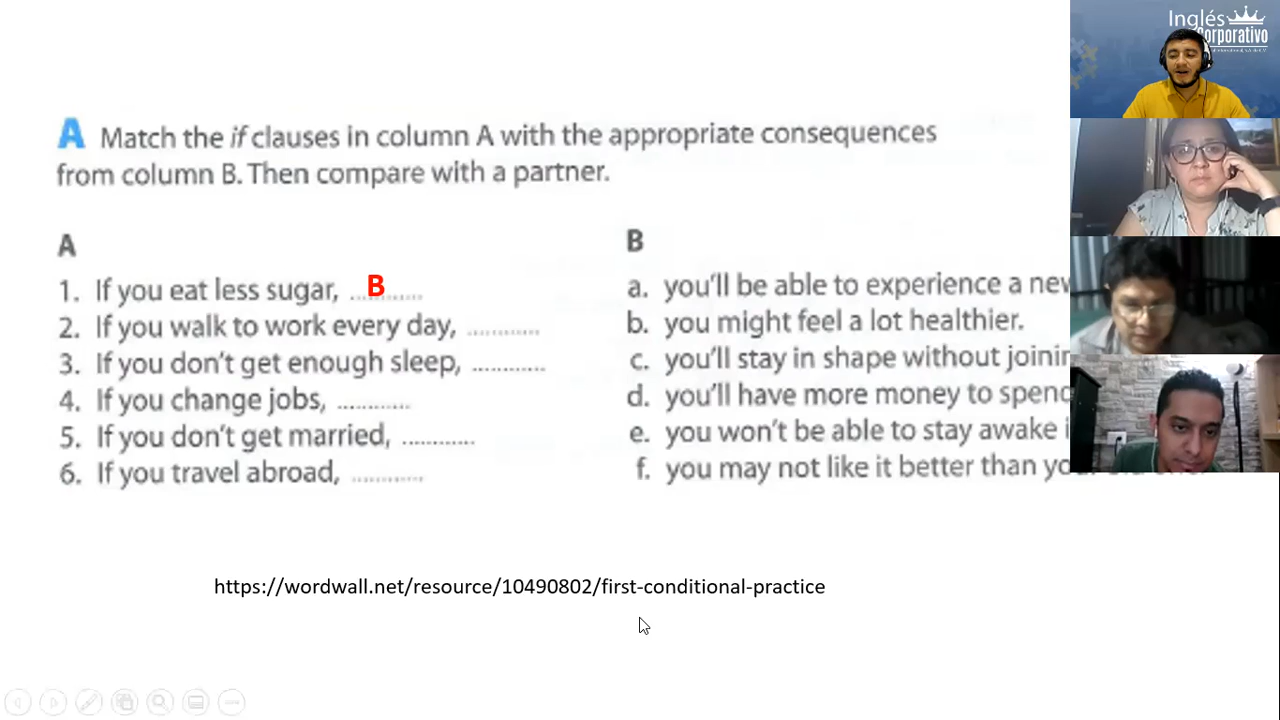 Inglés
Corporativo
A Match the if clauses in column A with the appropriate consequences
from column B. Then compare with a partner.
A
1. If you eat less sugar, ...B.......
2. If you walk to work every day, ............
3. If you don't get enough sleep, ............
4. If you change jobs, ............
5. If you don't get married, ............
6. If you travel abroad, ............
B
a. you'll be able to experience a
b. you might feel a lot healthier.
c. you'll stay in shape without
d. you'll have more money to spend
e. you won't be able to stay awake
f. you may not like it better than
https://wordwall.net/resource/10490802/first-conditional-practice